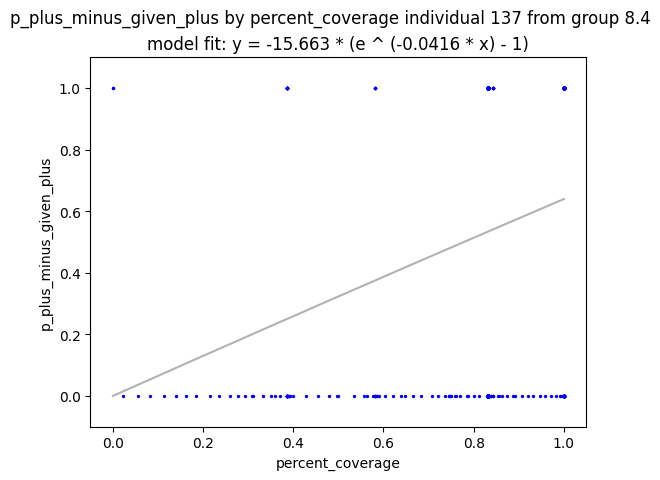 p_plus_minus_given_plus by percent_coverage individual 137 from group 8.4
model fit: y = -15.663 * (e ^ (-0.0416 * x) - 1)
1.0
0.8
0.6
0.4
0.2
0.0
p_plus_minus_given_plus
0.0 0.2 0.4 0.6 0.8 1.0
percent_coverage